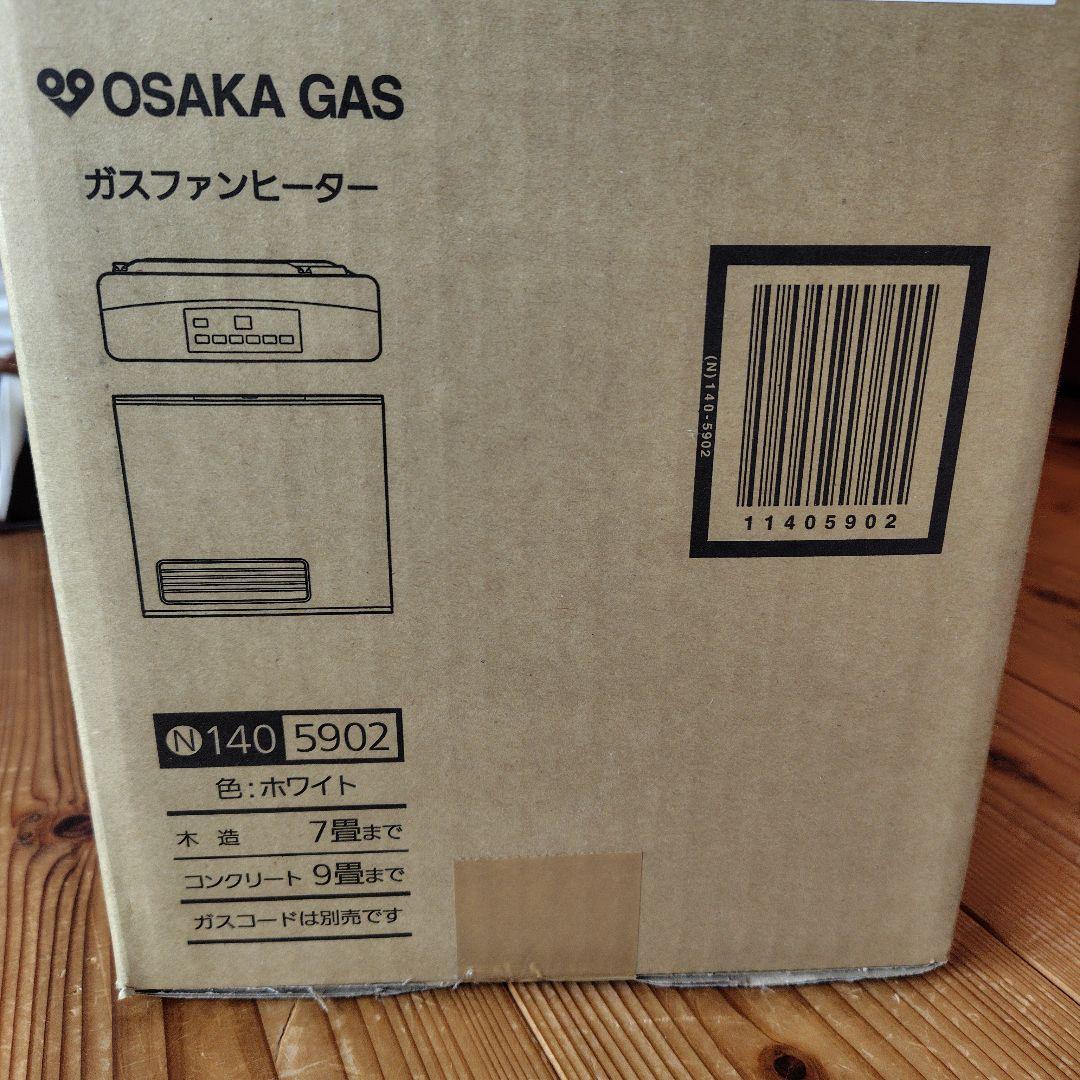 OSAKA GAS
ガスファンヒーター
(N)140-5902
11405902
N140 5902
色:ホワイト
木 造 7畳まで
コンクリート 9畳まで
ガスコードは別売です